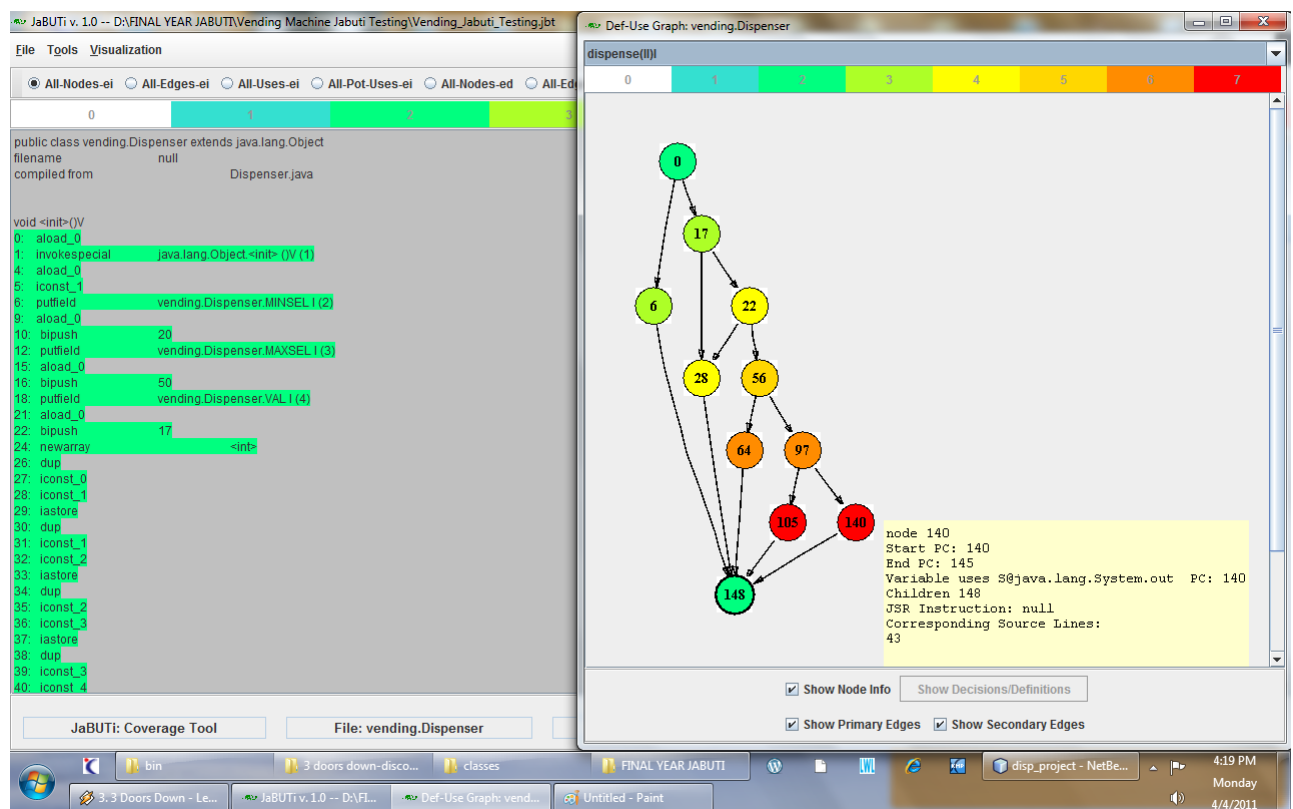 JaBUTi v. 1.0 -- D:\FINAL YEAR JABUTI\Vending Machine Jabuti Testing\Vending_Jabuti_Testing.jbt
File Tools Visualization
All-Nodes-ei All-Edges-ei All-Uses-ei All-Pot-Uses-ei All-Nodes-ed All-Ed
0 1 2 3
public class vending.Dispenser extends java.lang.Object
filename null
compiled from Dispenser.java
void <init>()V
0: aload_0
1: invokespecial java.lang.Object.<init> ()V (1)
4: aload_0
5: iconst_1
6: putfield vending.Dispenser.MINSEL I (2)
9: aload_0
10: bipush 20
12: putfield vending.Dispenser.MAXSEL I (3)
15: aload_0
16: bipush 50
18: putfield vending.Dispenser.VAL I (4)
21: aload_0
22: bipush 17
24: newarray <int>
26: dup
27: iconst_0
28: iconst_1
29: iastore
30: dup
31: iconst_1
32: iconst_2
33: iastore
34: dup
35: iconst_2
36: iconst_3
37: iastore
38: dup
39: iconst_3
40: iconst_4
JaBUTi: Coverage Tool File: vending.Dispenser
Def-Use Graph: vending.Dispenser
dispense(II)I
0 1 2 3 4 5 6 7
0
17
6 22
28 56
64 97
105 140
148
node 140
Start PC: 140
End PC: 145
Variable uses S@java.lang.System.out PC: 140
Children 148
JSR Instruction: null
Corresponding Source Lines:
43
Show Node Info Show Decisions/Definitions
Show Primary Edges Show Secondary Edges
bin 3 doors down-disco... classes FINAL YEAR JABUTI disp_project - NetBe...
3. 3 Doors Down - Le... JaBUTi v. 1.0 -- D:\FI... Def-Use Graph: vend... Untitled - Paint
4:19 PM
Monday
4/4/2011